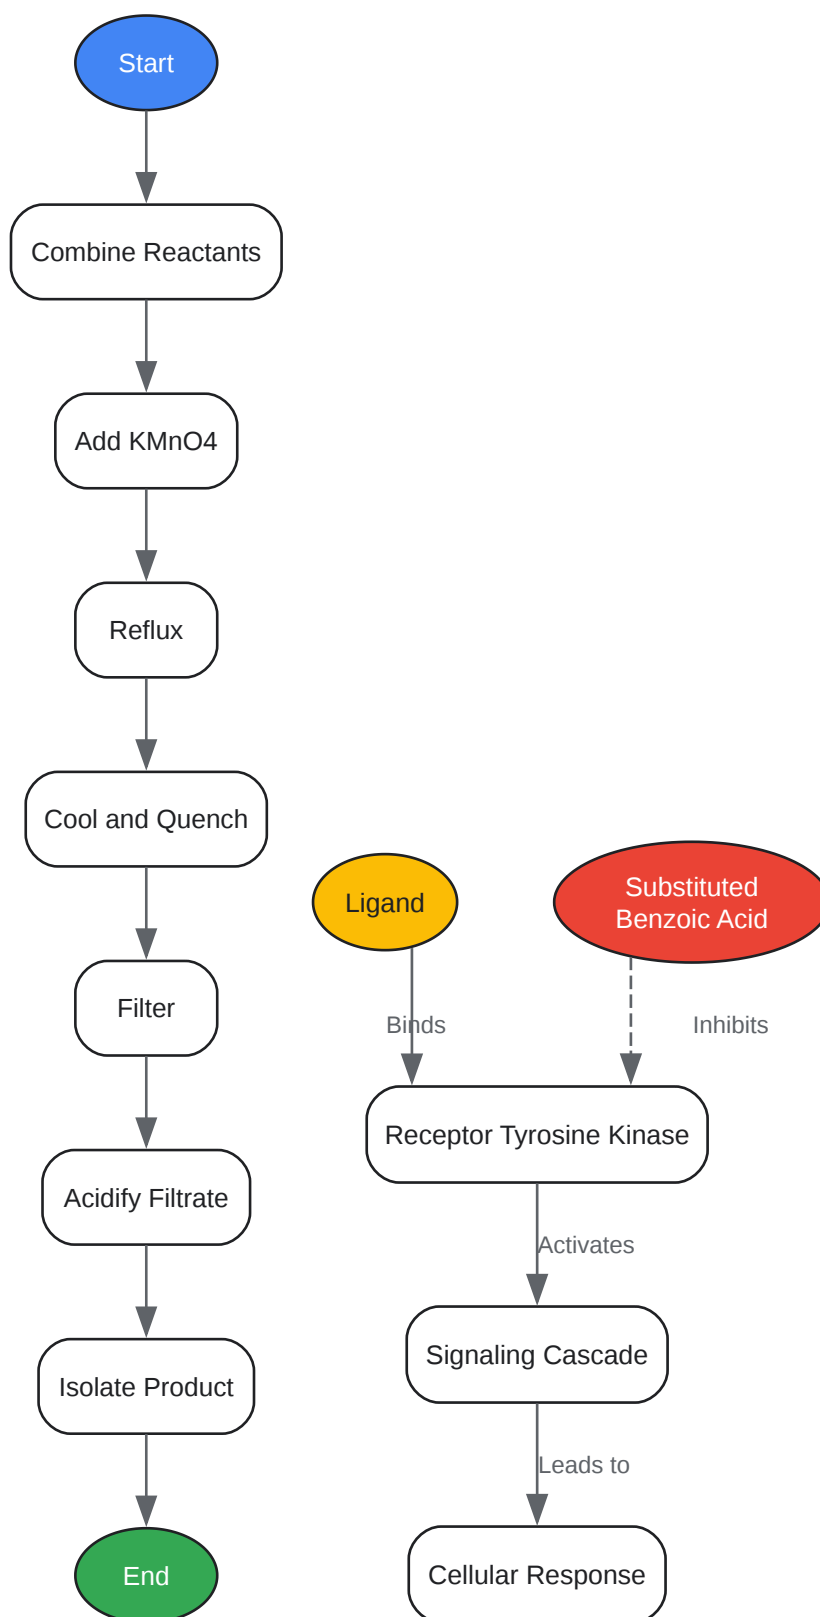 Start
Combine Reactants
Add KMnO4
Reflux
Cool and Quench
Filter
Acidify Filtrate
Isolate Product
End
Ligand
Substituted
Benzoic Acid
Binds
Inhibits
Receptor Tyrosine Kinase
Activates
Signaling Cascade
Leads to
Cellular Response